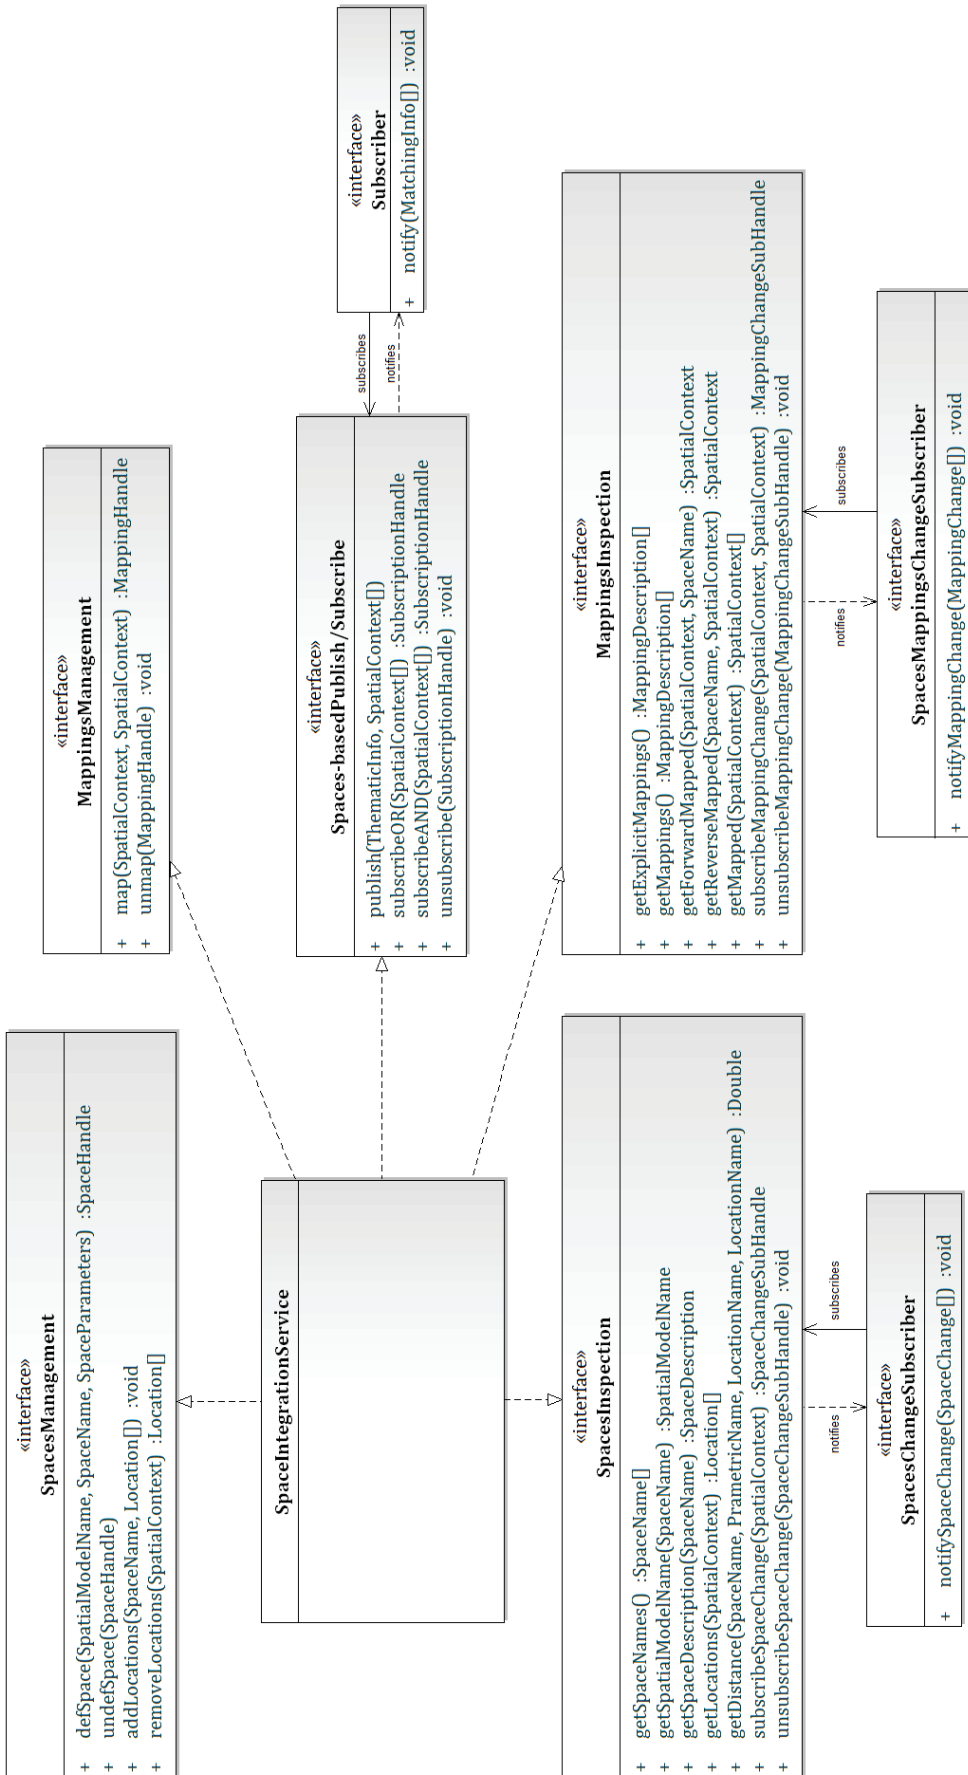 «interface»
SpacesManagement
+ defSpace(SpatialModelName, SpaceName, SpaceParameters) :SpaceHandle
+ undefSpace(SpaceHandle)
+ addLocations(SpaceName, Location[]) :void
+ removeLocations(SpatialContext) :Location[]
«interface»
MappingsManagement
+ map(SpatialContext, SpatialContext) :MappingHandle
+ unmap(MappingHandle) :void
SpaceIntegrationService
«interface»
Spaces-basedPublish/Subscribe
+ publish(ThematicInfo, SpatialContext[])
+ subscribeOR(SpatialContext[]) :SubscriptionHandle
+ subscribeAND(SpatialContext[]) :SubscriptionHandle
+ unsubscribe(SubscriptionHandle) :void
subscribes
notifies
«interface»
Subscriber
+ notify(MatchingInfo[]) :void
«interface»
SpacesInspection
+ getSpaceNames() :SpaceName[]
+ getSpatialModelName(SpaceName) :SpatialModelName
+ getSpaceDescription(SpaceName) :SpaceDescription
+ getLocations(SpatialContext) :Location[]
+ getDistance(SpaceName, PrametricName, LocationName, LocationName) :Double
+ subscribeSpaceChange(SpatialContext) :SpaceChangeSubHandle
+ unsubscribeSpaceChange(SpaceChangeSubHandle) :void
«interface»
MappingsInspection
+ getExplicitMappings() :MappingDescription[]
+ getMappings() :MappingDescription[]
+ getForwardMapped(SpatialContext, SpaceName) :SpatialContext
+ getReverseMapped(SpaceName, SpatialContext) :SpatialContext
+ getMapped(SpatialContext) :SpatialContext[]
+ subscribeMappingChange(SpatialContext, SpatialContext) :MappingChangeSubHandle
+ unsubscribeMappingChange(MappingChangeSubHandle) :void
notifies
subscribes
notifies
subscribes
«interface»
SpacesChangeSubscriber
+ notifySpaceChange(SpaceChange[]) :void
«interface»
SpacesMappingsChangeSubscriber
+ notifyMappingChange(MappingChange[]) :void